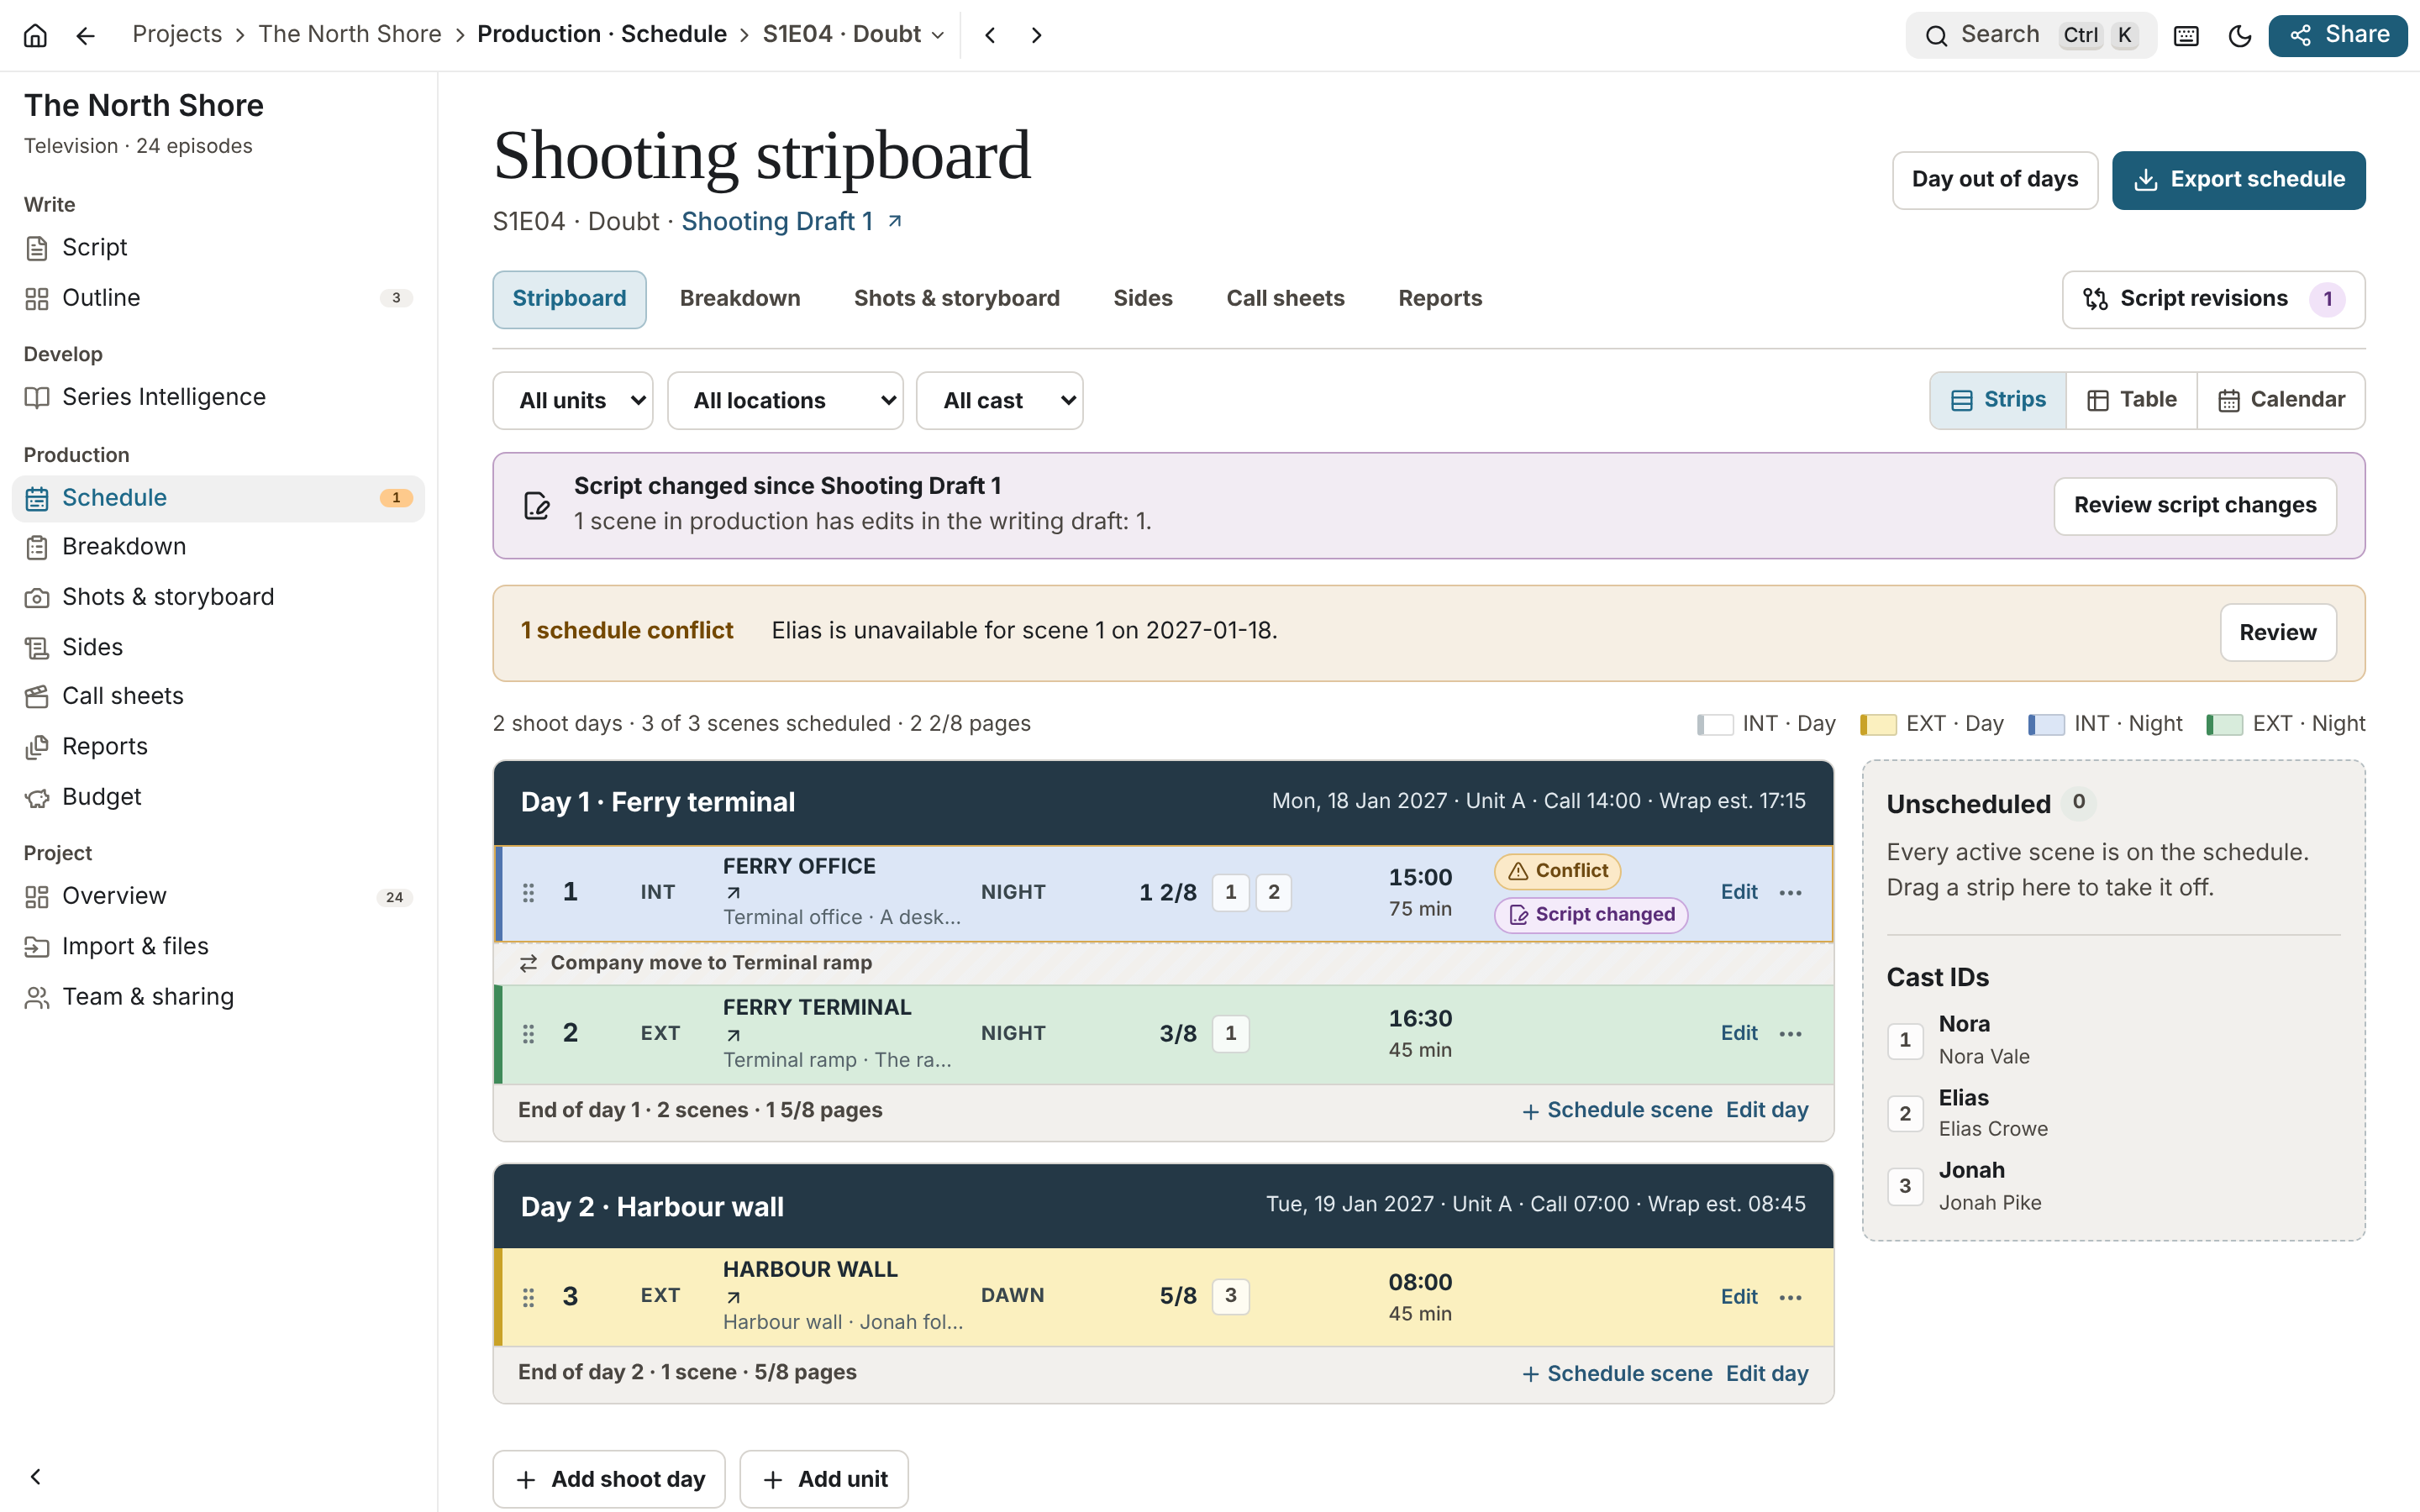 Projects > The North Shore > Production · Schedule > S1E04 · Doubt
Search Ctrl K
Share
The North Shore
Television · 24 episodes
Write
Script
Outline 3
Develop
Series Intelligence
Production
Schedule 1
Breakdown
Shots & storyboard
Sides
Call sheets
Reports
Budget
Project
Overview 24
Import & files
Team & sharing
Shooting stripboard
S1E04 · Doubt · Shooting Draft 1
Day out of days
Export schedule
Stripboard Breakdown Shots & storyboard Sides Call sheets Reports
Script revisions 1
All units All locations All cast
Strips Table Calendar
Script changed since Shooting Draft 1
1 scene in production has edits in the writing draft: 1.
Review script changes
1 schedule conflict Elias is unavailable for scene 1 on 2027-01-18.
Review
2 shoot days · 3 of 3 scenes scheduled · 2 2/8 pages
INT · Day EXT · Day INT · Night EXT · Night
Day 1 · Ferry terminal
Mon, 18 Jan 2027 · Unit A · Call 14:00 · Wrap est. 17:15
1 INT
FERRY OFFICE
Terminal office · A desk...
NIGHT 1 2/8 1 2
15:00
75 min
Conflict
Script changed
Edit
Company move to Terminal ramp
2 EXT
FERRY TERMINAL
Terminal ramp · The ra...
NIGHT 3/8 1
16:30
45 min
Edit
End of day 1 · 2 scenes · 1 5/8 pages
Schedule scene Edit day
Day 2 · Harbour wall
Tue, 19 Jan 2027 · Unit A · Call 07:00 · Wrap est. 08:45
3 EXT
HARBOUR WALL
Harbour wall · Jonah fol...
DAWN 5/8 3
08:00
45 min
Edit
End of day 2 · 1 scene · 5/8 pages
Schedule scene Edit day
Add shoot day
Add unit
Unscheduled 0
Every active scene is on the schedule.
Drag a strip here to take it off.
Cast IDs
1 Nora
Nora Vale
2 Elias
Elias Crowe
3 Jonah
Jonah Pike